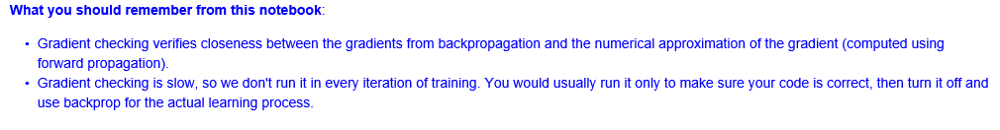 What you should remember from this notebook:
• Gradient checking verifies closeness between the gradients from backpropagation and the numerical approximation of the gradient (computed using
forward propagation).
• Gradient checking is slow, so we don't run it in every iteration of training. You would usually run it only to make sure your code is correct, then turn it off and
use backprop for the actual learning process.